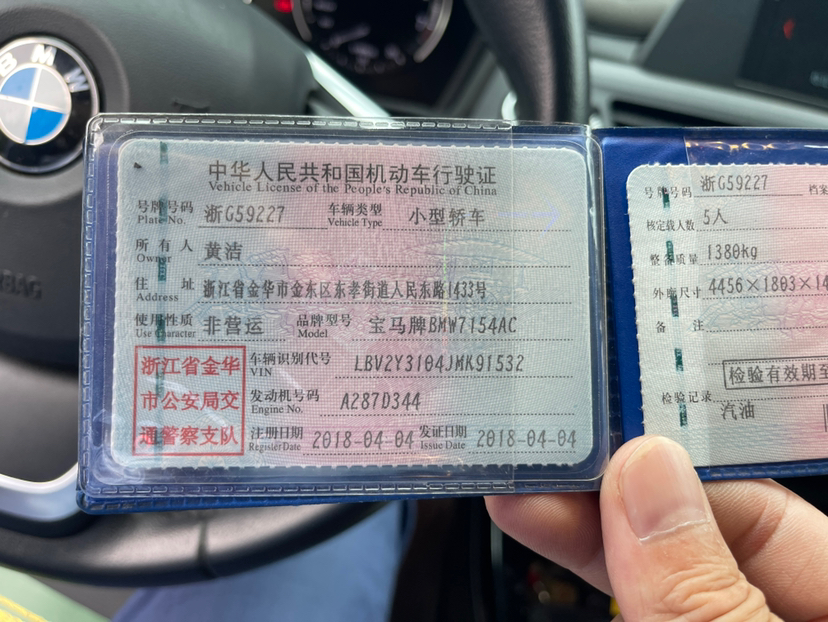 BMW
中华人民共和国机动车行驶证
Vehicle License of the People's Republic of China
号牌号码 浙G59227 车辆类型 小型轿车
Plate No. Vehicle Type
所有人 黄洁
Owner
住址 浙江省金华市金东区东孝街道人民东路1433号
Address
使用性质 非营运 品牌型号 宝马牌BMW7154AC
Use Character Model
浙江省金华
市公安局交
通警察支队
车辆识别代号 LBV2Y3104JMK91532
VIN
发动机号码 A287D344
Engine No.
注册日期 2018-04-04 发证日期 2018-04-04
Register Date Issue Date
号牌号码 浙G59227 档案
核定载人数 5人
整备质量 1380kg
外廓尺寸 4456×1803×14
备注
检验有效期至
检验记录 汽油